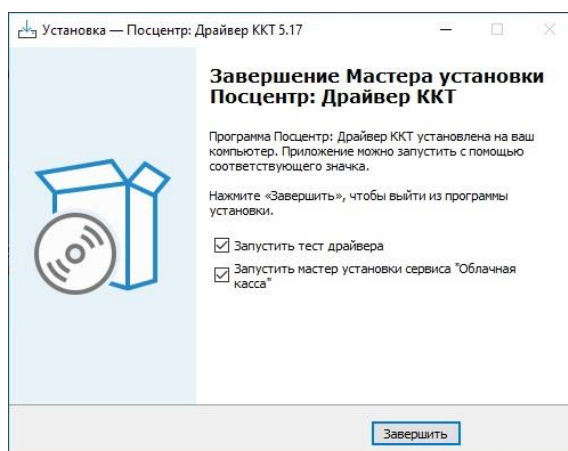 Установка — Посцентр: Драйвер ККТ 5.17
Завершение Мастера установки
Посцентр: Драйвер ККТ
Программа Посцентр: Драйвер ККТ установлена на ваш
компьютер. Приложение можно запустить с помощью
соответствующего значка.
Нажмите «Завершить», чтобы выйти из программы
установки.
Запустить тест драйвера
Запустить мастер установки сервиса "Облачная
касса"
Завершить